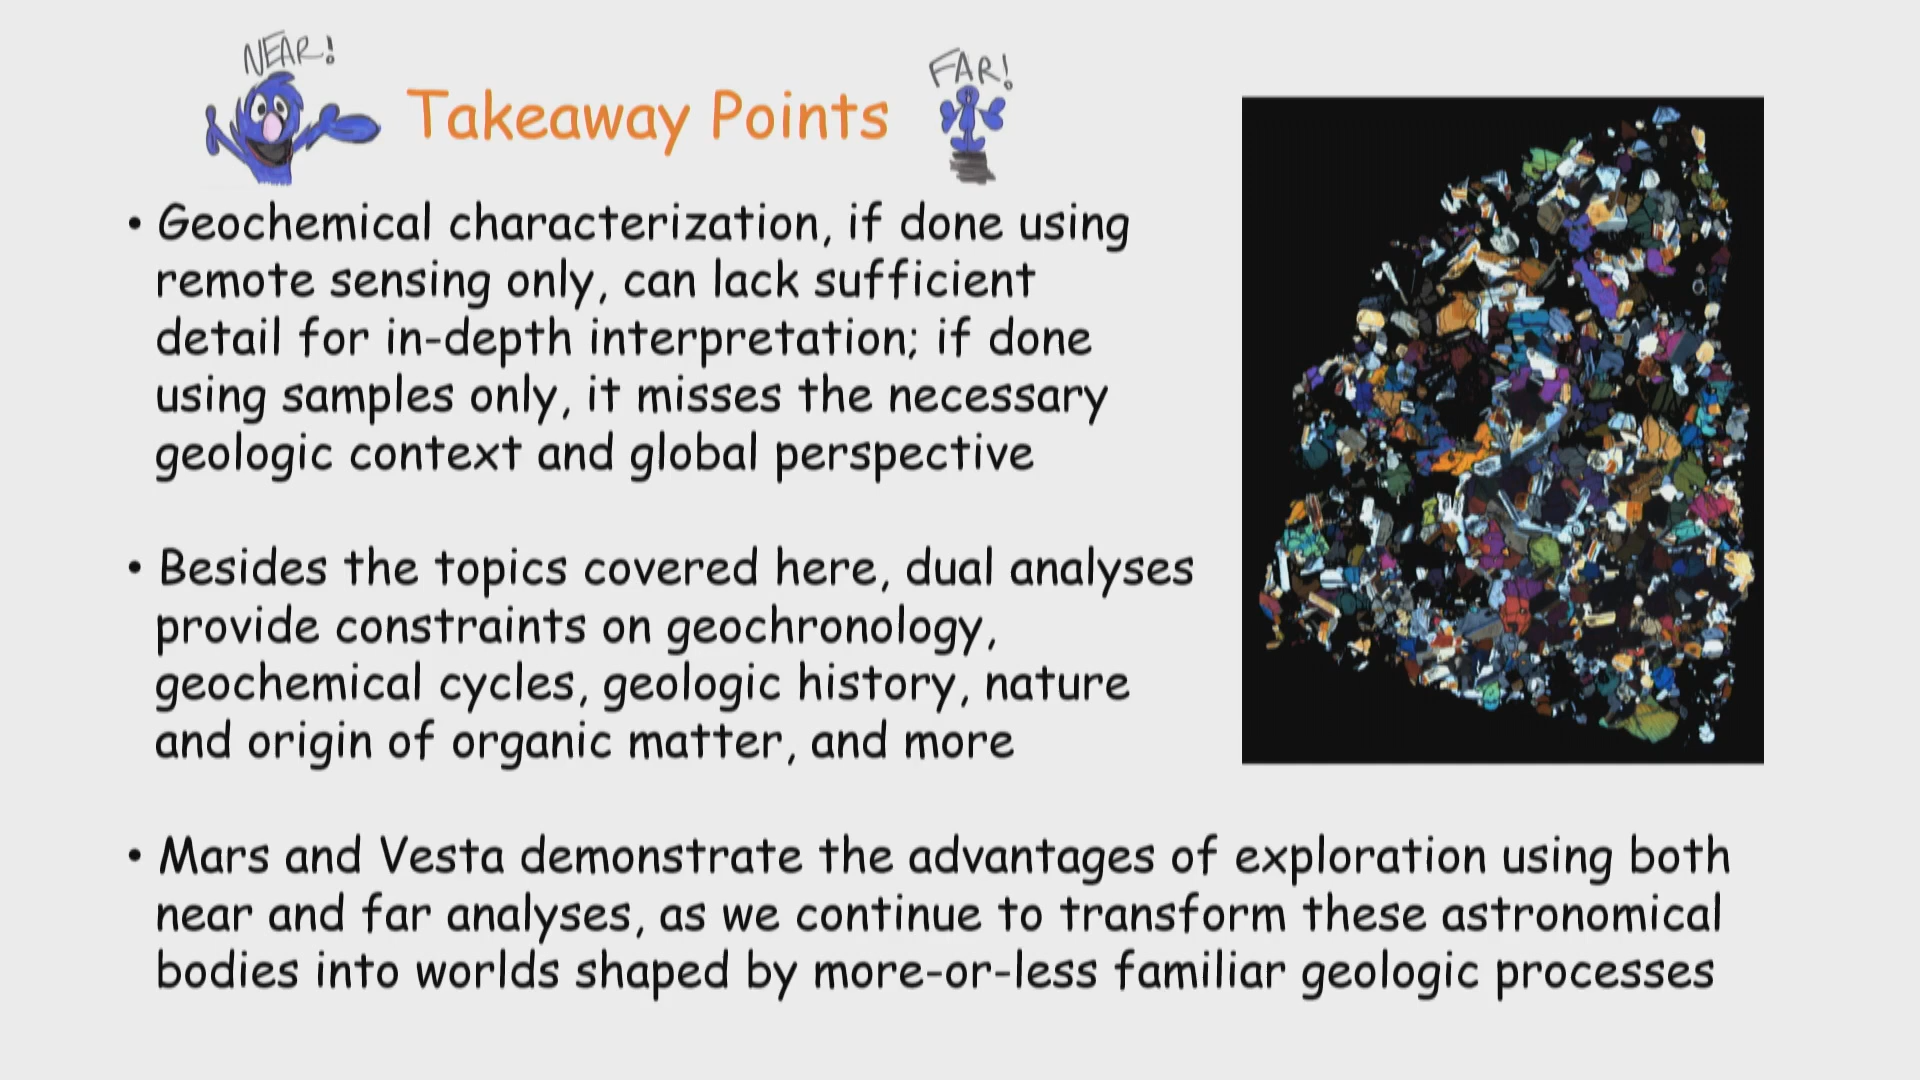 NEAR!
Takeaway Points
FAR!
• Geochemical characterization, if done using
remote sensing only, can lack sufficient
detail for in-depth interpretation; if done
using samples only, it misses the necessary
geologic context and global perspective
• Besides the topics covered here, dual analyses
provide constraints on geochronology,
geochemical cycles, geologic history, nature
and origin of organic matter, and more
• Mars and Vesta demonstrate the advantages of exploration using both
near and far analyses, as we continue to transform these astronomical
bodies into worlds shaped by more-or-less familiar geologic processes